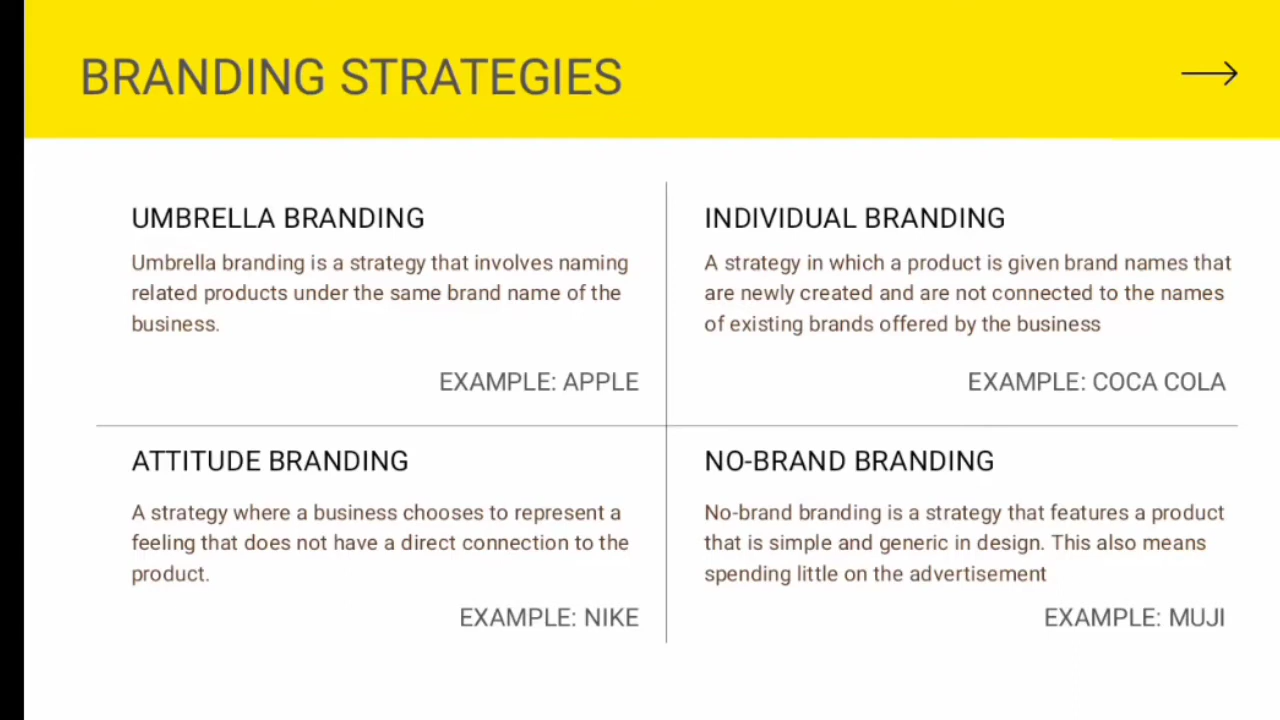 BRANDING STRATEGIES
UMBRELLA BRANDING
Umbrella branding is a strategy that involves naming
related products under the same brand name of the
business.
EXAMPLE: APPLE
INDIVIDUAL BRANDING
A strategy in which a product is given brand names that
are newly created and are not connected to the names
of existing brands offered by the business
EXAMPLE: COCA COLA
ATTITUDE BRANDING
A strategy where a business chooses to represent a
feeling that does not have a direct connection to the
product.
EXAMPLE: NIKE
NO-BRAND BRANDING
No-brand branding is a strategy that features a product
that is simple and generic in design. This also means
spending little on the advertisement
EXAMPLE: MUJI